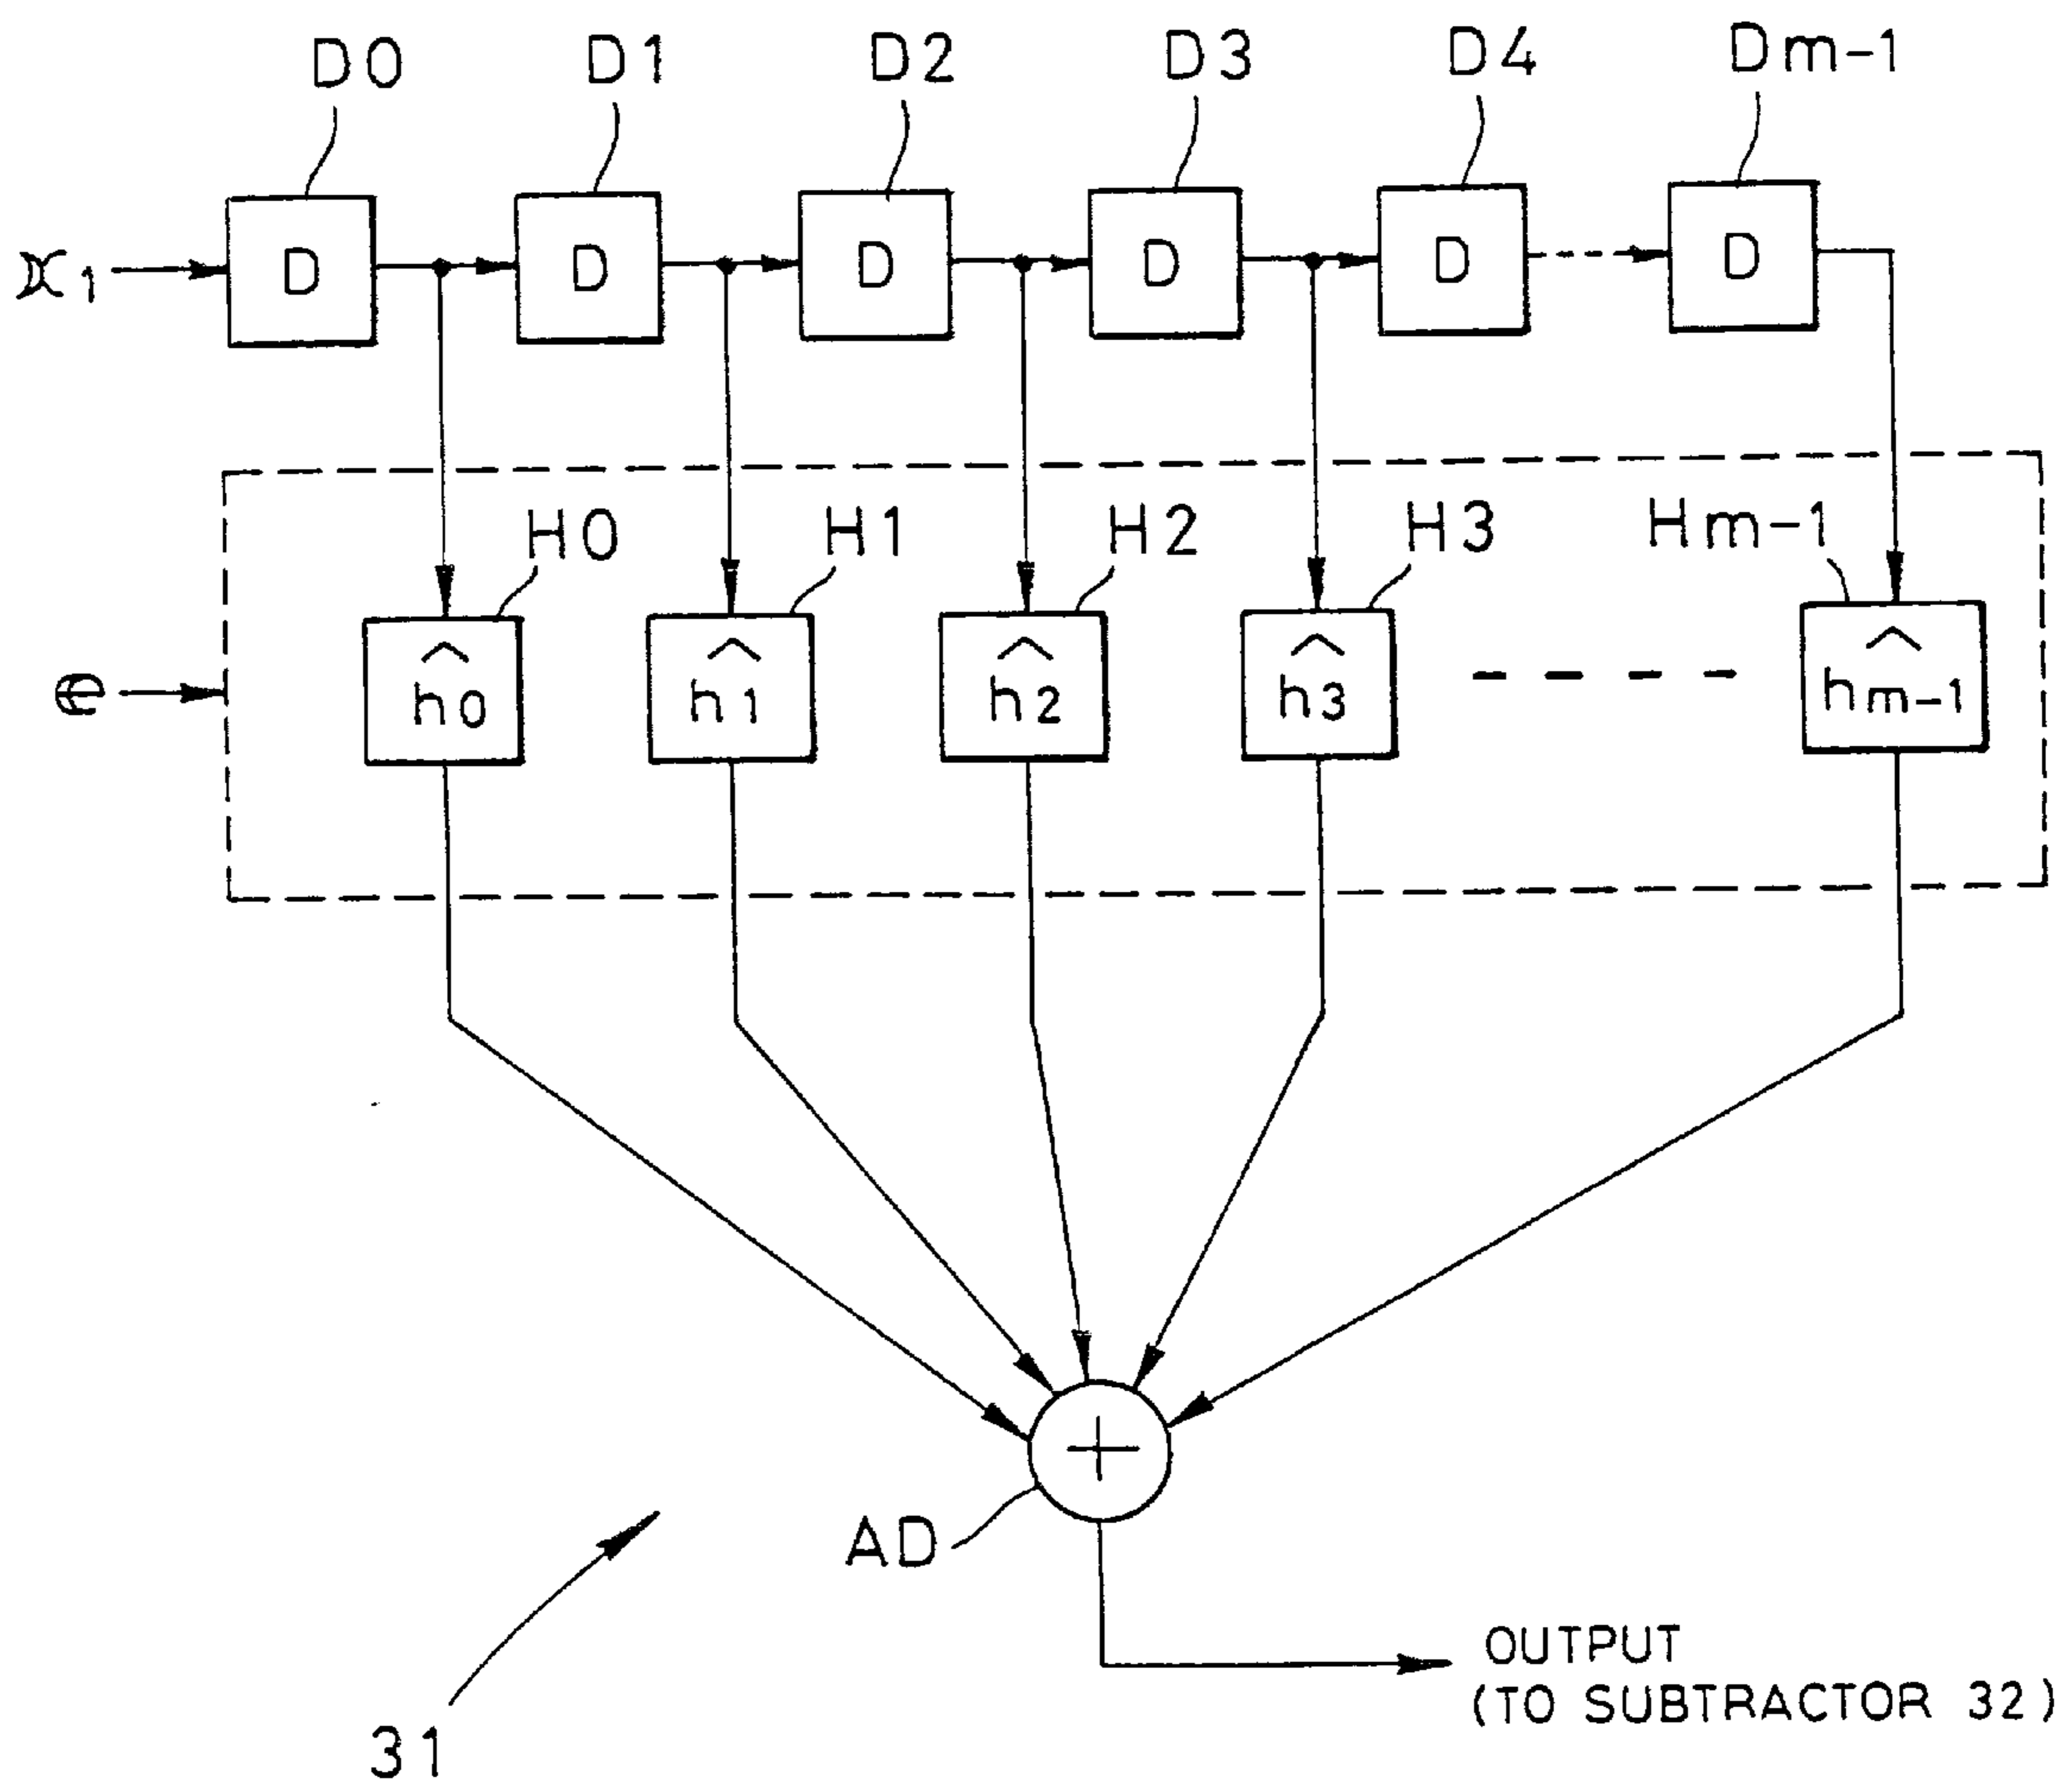 D0 D1 D2 D3 D4 Dm-1
x₁ D D D D D D
H0 H1 H2 H3 Hm-1
e ĥ0 ĥ1 ĥ2 ĥ3 ĥm-1
+
AD
OUTPUT
(TO SUBTRACTOR 32)
31